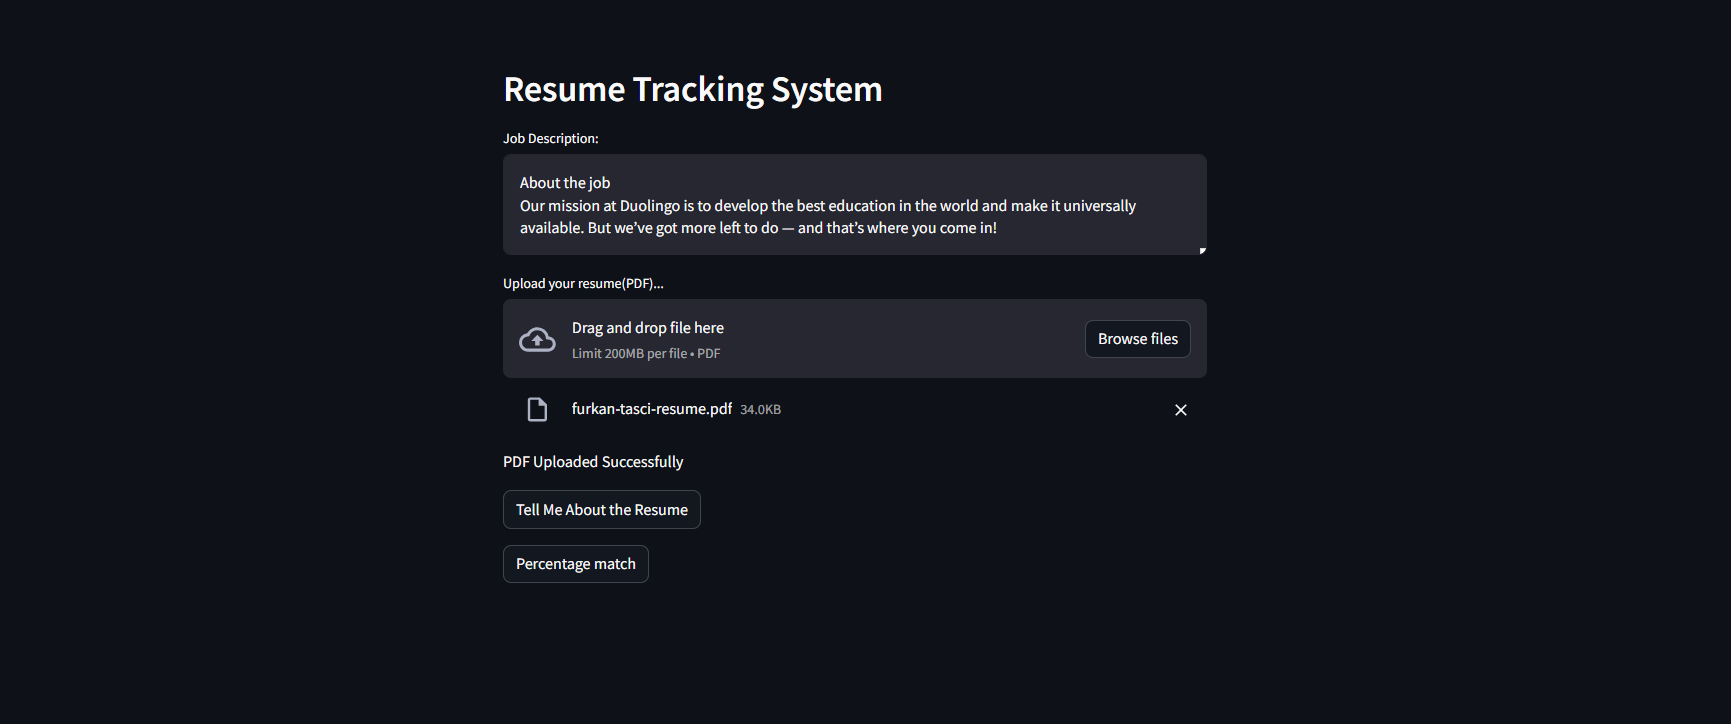 Resume Tracking System
Job Description:
About the job
Our mission at Duolingo is to develop the best education in the world and make it universally
available. But we’ve got more left to do — and that’s where you come in!
Upload your resume(PDF)...
Drag and drop file here
Limit 200MB per file • PDF
Browse files
furkan-tasci-resume.pdf 34.0KB
PDF Uploaded Successfully
Tell Me About the Resume
Percentage match